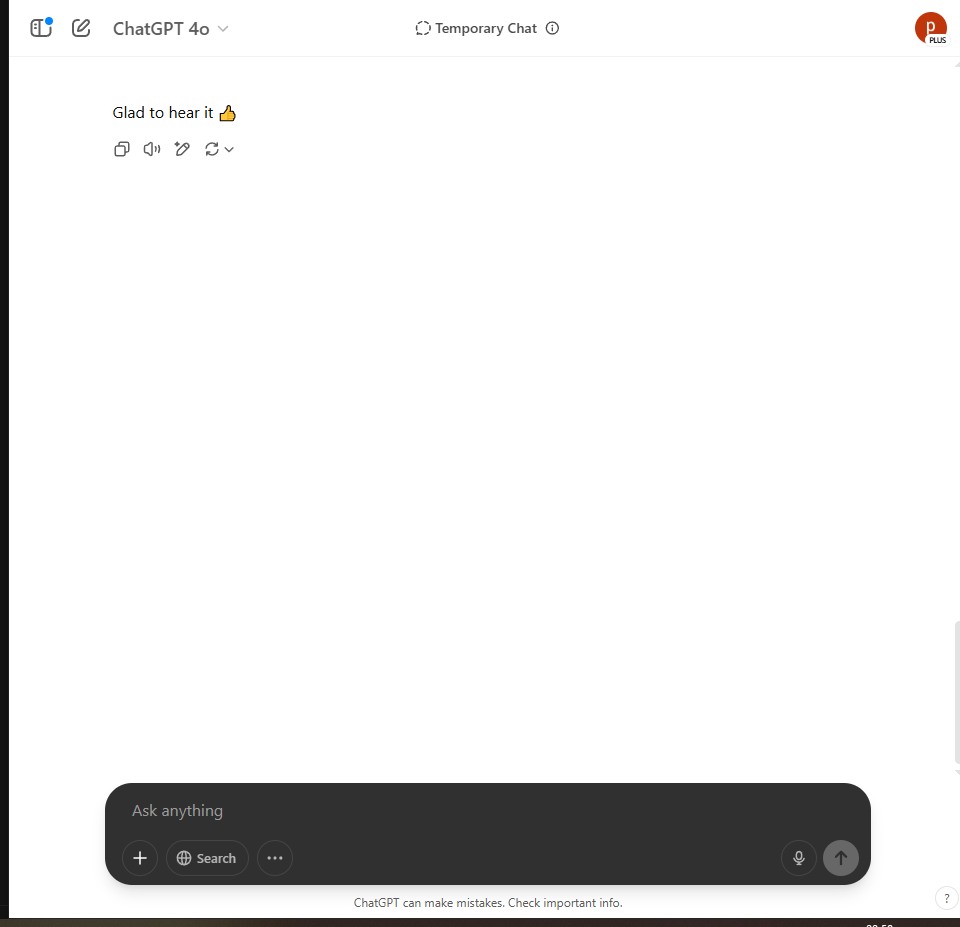 ChatGPT 4o
Temporary Chat
p
PLUS
Glad to hear it 👍
Ask anything
Search
ChatGPT can make mistakes. Check important info.
?